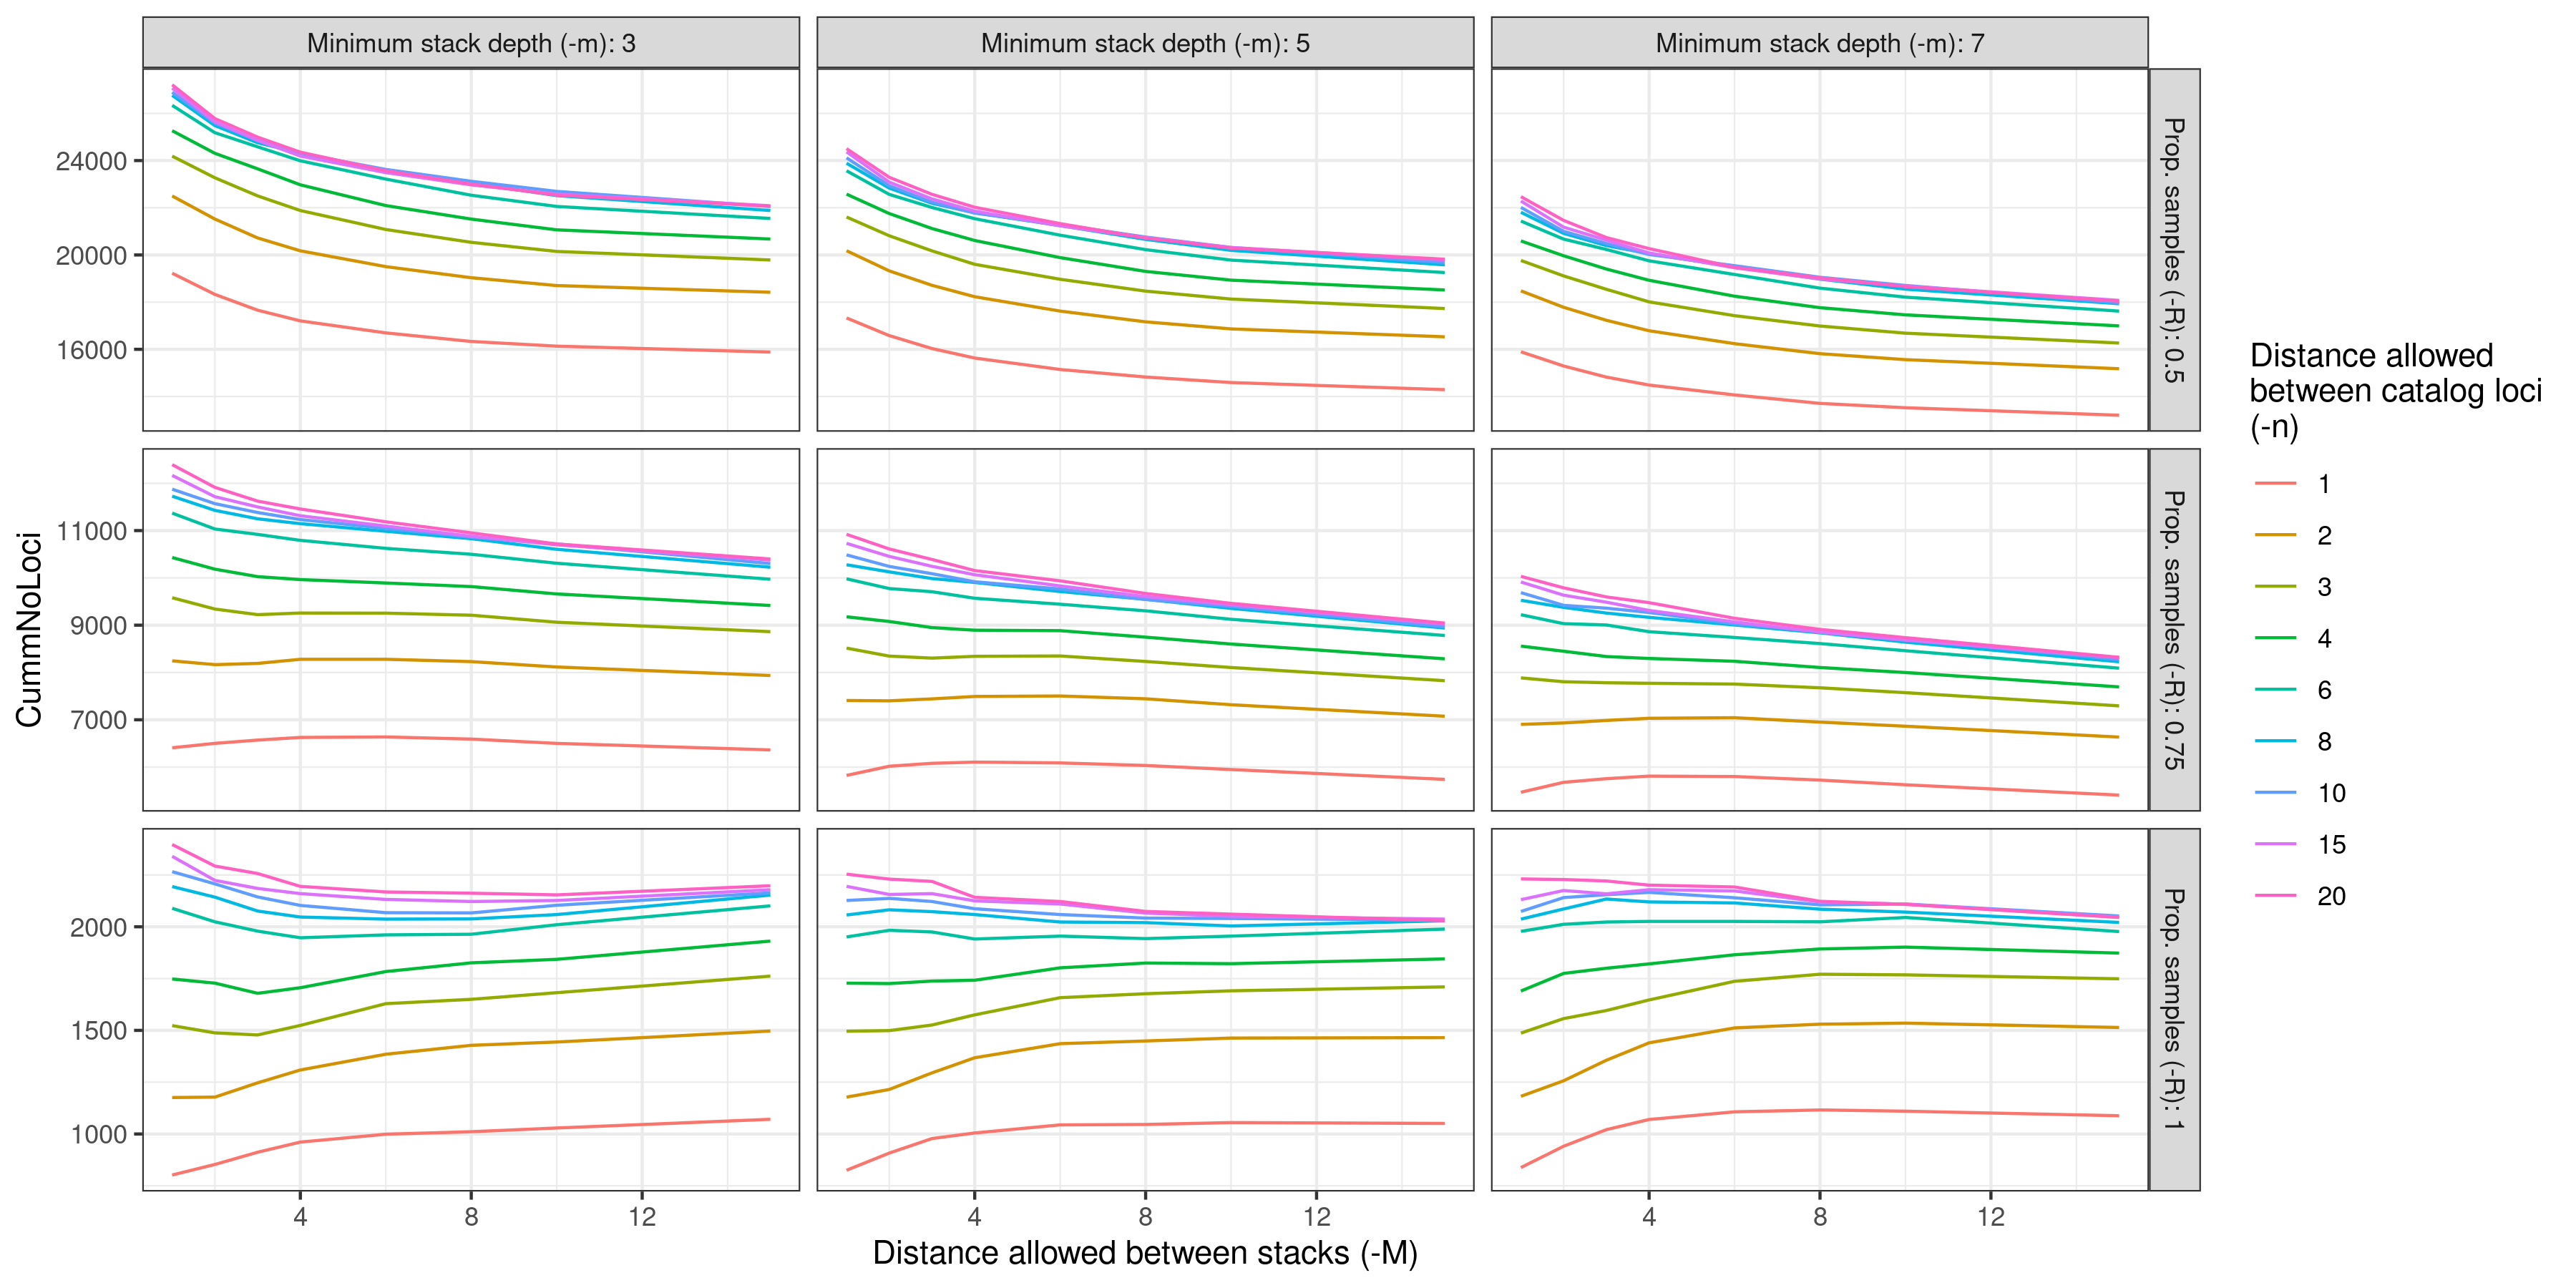 Minimum stack depth (-m): 3
Minimum stack depth (-m): 5
Minimum stack depth (-m): 7
24000
20000
16000
Prop. samples (-R): 0.5
11000
9000
7000
Prop. samples (-R): 0.75
2000
1500
1000
Prop. samples (-R): 1
CummNoLoci
4
8
12
4
8
12
4
8
12
Distance allowed between stacks (-M)
Distance allowed
between catalog loci
(-n)
1
2
3
4
6
8
10
15
20